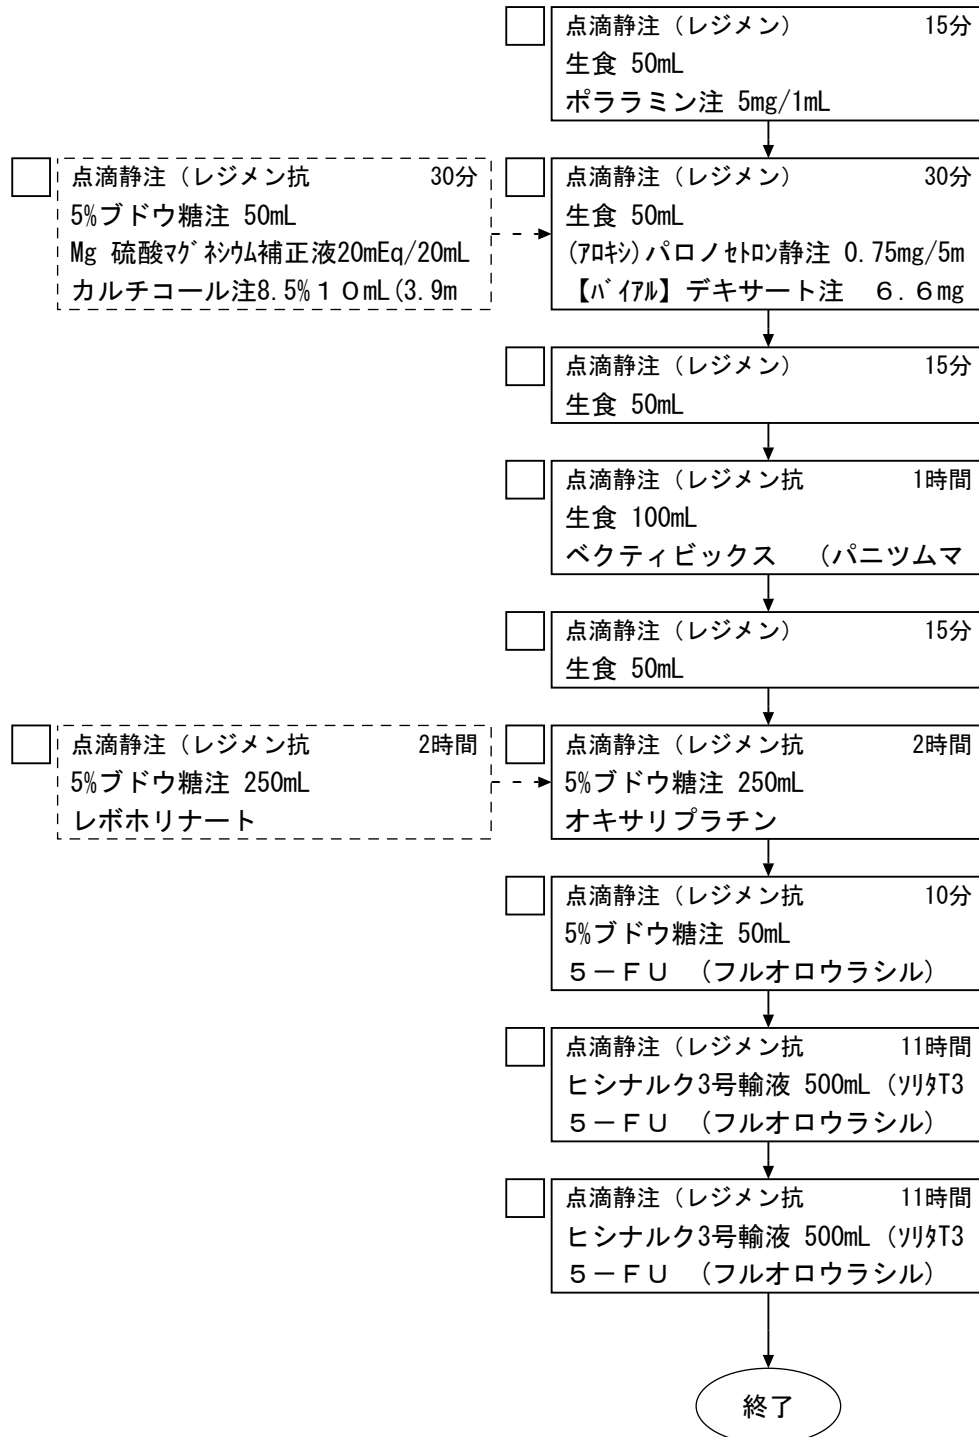 点滴静注（レジメン） 15分
生食 50mL
ポララミン注 5mg/1mL
点滴静注（レジメン抗 30分
5%ブドウ糖注 50mL
Mg 硫酸ﾏｸﾞﾈｼｳﾑ補正液20mEq/20mL
カルチコール注8.5%１０mL(3.9m
点滴静注（レジメン） 30分
生食 50mL
(ｱﾛｷｼ)パロノｾﾄﾛﾝ静注 0.75mg/5m
【ﾊﾞｲｱﾙ】デキサート注　６.６mg
点滴静注（レジメン） 15分
生食 50mL
点滴静注（レジメン抗 1時間
生食 100mL
ベクティビックス　（パニツムマ
点滴静注（レジメン） 15分
生食 50mL
点滴静注（レジメン抗 2時間
5%ブドウ糖注 250mL
レボホリナート
点滴静注（レジメン抗 2時間
5%ブドウ糖注 250mL
オキサリプラチン
点滴静注（レジメン抗 10分
5%ブドウ糖注 50mL
５－ＦＵ　（フルオロウラシル）
点滴静注（レジメン抗 11時間
ヒシナルク3号輸液 500mL（ｿﾘﾀT3
５－ＦＵ　（フルオロウラシル）
点滴静注（レジメン抗 11時間
ヒシナルク3号輸液 500mL（ｿﾘﾀT3
５－ＦＵ　（フルオロウラシル）
終了